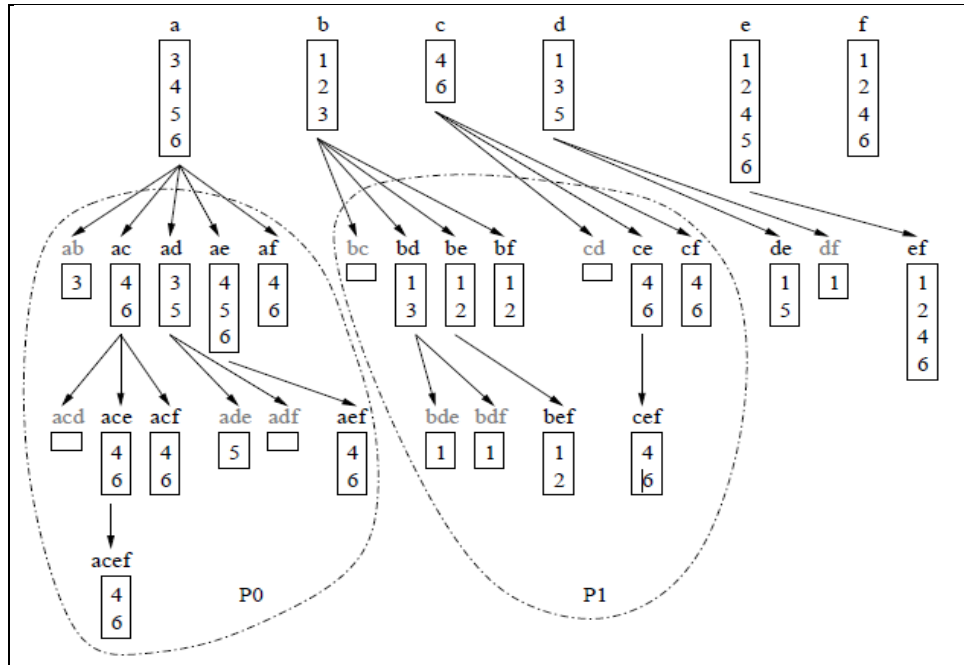 a b c d e f
3 1 4 1 1 1
4 2 6 3 2 2
5 3 5 4 4
6 5 6
6
ab ac ad ae af bc bd be bf cd ce cf de df ef
3 4 3 4 4 1 1 1 4 4 1 1 1
6 5 5 6 3 2 2 6 6 5 2
6 4
6
acd ace acf ade adf aef bde bdf bef cef
4 4 5 4 1 1 1 4
6 6 6 2 6
acef P0 P1
4
6